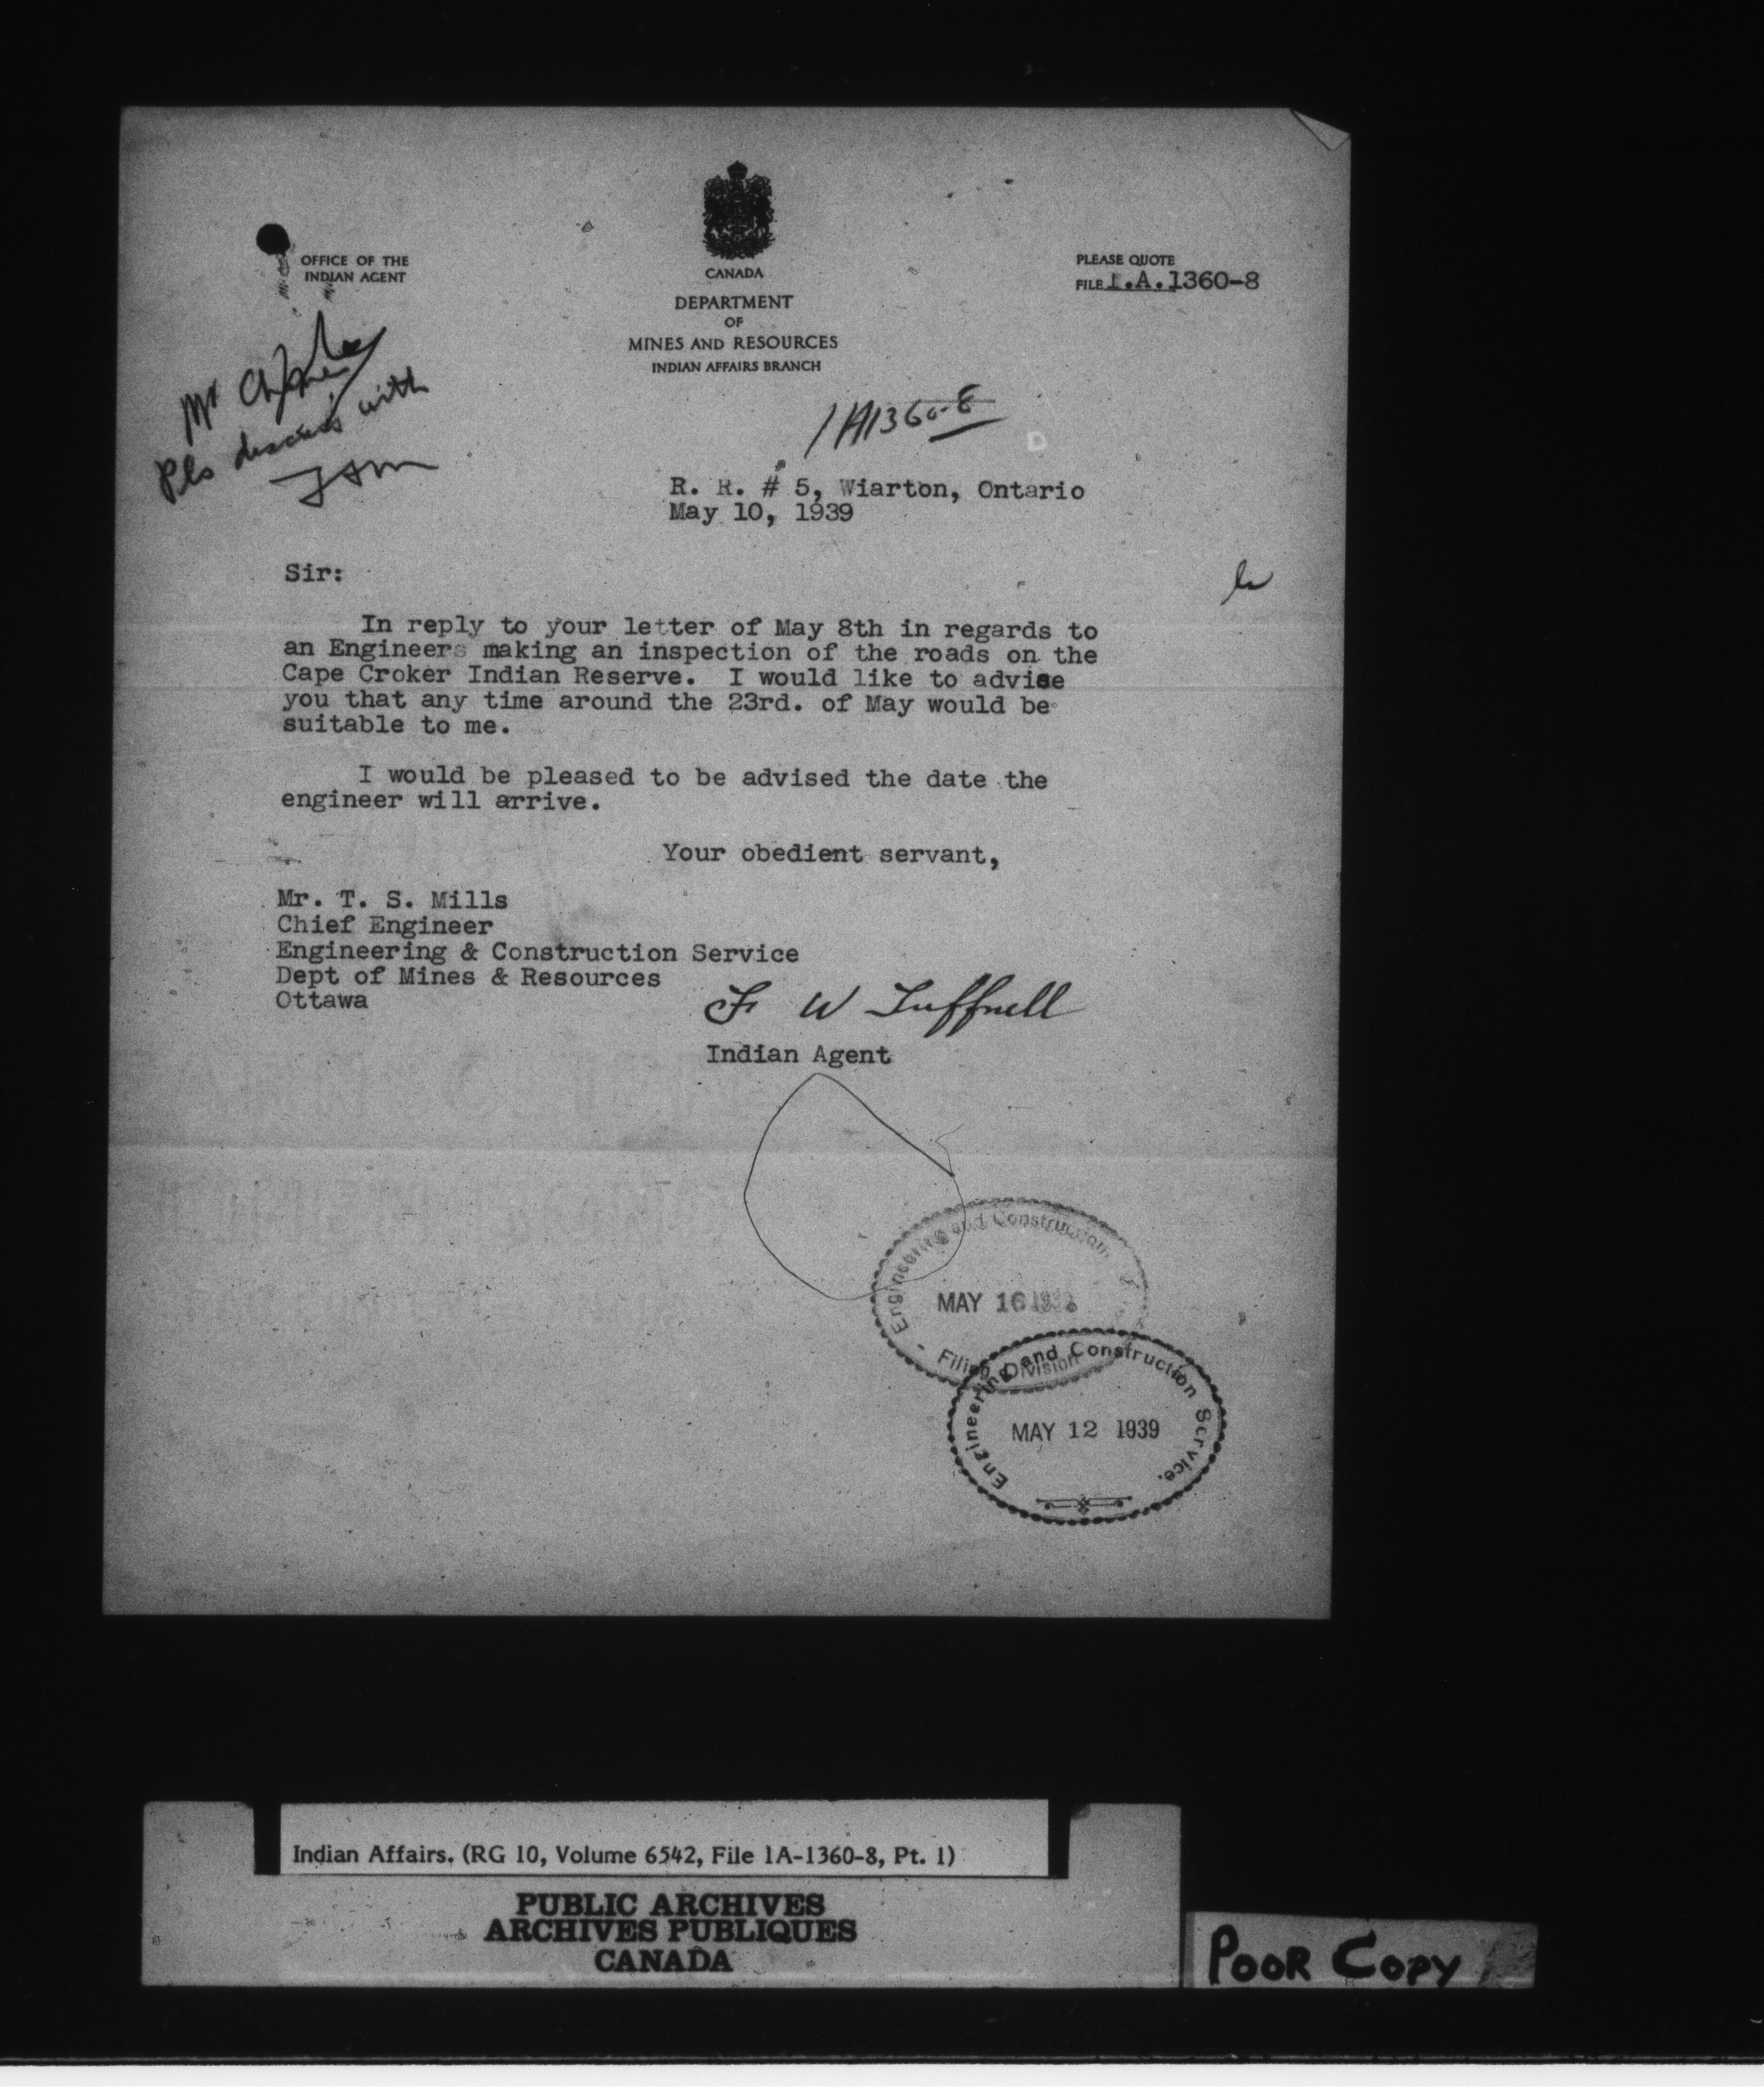 OFFICE OF THE
INDIAN AGENT
CANADA
DEPARTMENT
OF
MINES AND RESOURCES
INDIAN AFFAIRS BRANCH
PLEASE QUOTE
FILE I.A.1360-8
Mr
Pls discuss with
1A1360-8
D
R. R. # 5, Wiarton, Ontario
May 10, 1939
Sir:
In reply to your letter of May 8th in regards to
an Engineers making an inspection of the roads on the
Cape Croker Indian Reserve. I would like to advise
you that any time around the 23rd. of May would be
suitable to me.
I would be pleased to be advised the date the
engineer will arrive.
Your obedient servant,
Mr. T. S. Mills
Chief Engineer
Engineering & Construction Service
Dept of Mines & Resources
Ottawa
F W Tuffnell
Indian Agent
Engineering and Construction
MAY 16
Filing Division
Engineering and Construction Service.
MAY 12 1939
Indian Affairs. (RG 10, Volume 6542, File 1A-1360-8, Pt. 1)
PUBLIC ARCHIVES
ARCHIVES PUBLIQUES
CANADA
POOR COPY